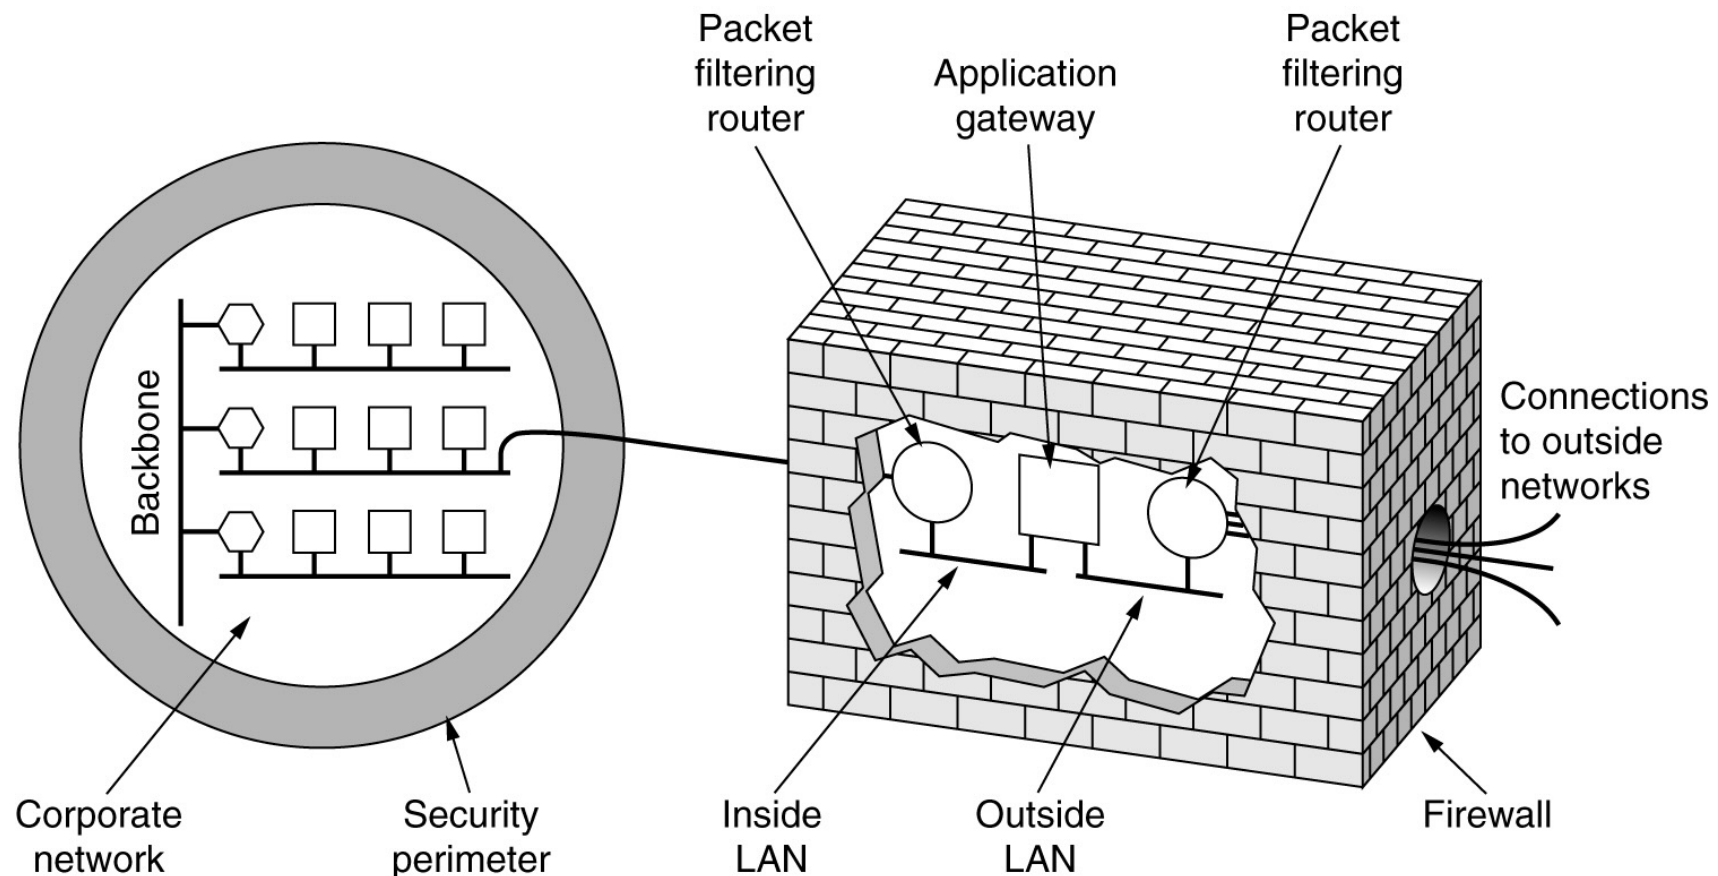 Packet
filtering
router
Application
gateway
Packet
filtering
router
Backbone
Connections
to outside
networks
Corporate
network
Security
perimeter
Inside
LAN
Outside
LAN
Firewall